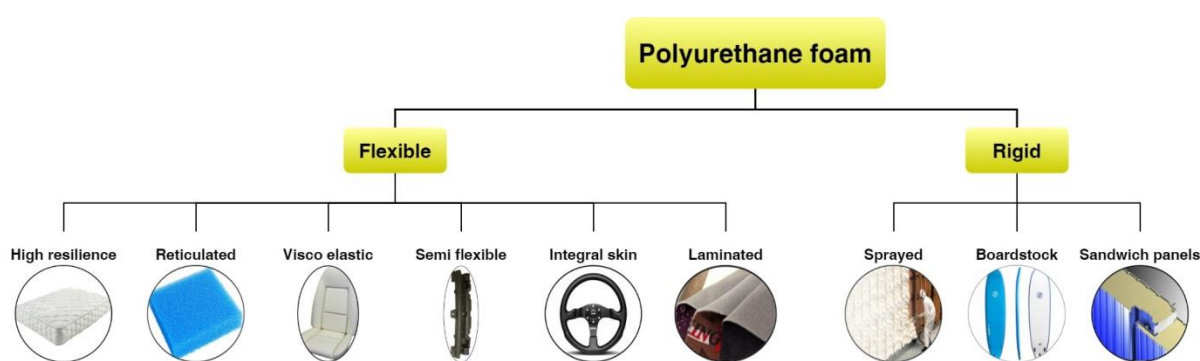 Polyurethane foam
Flexible
Rigid
High resilience
Reticulated
Visco elastic
Semi flexible
Integral skin
Laminated
Sprayed
Boardstock
Sandwich panels